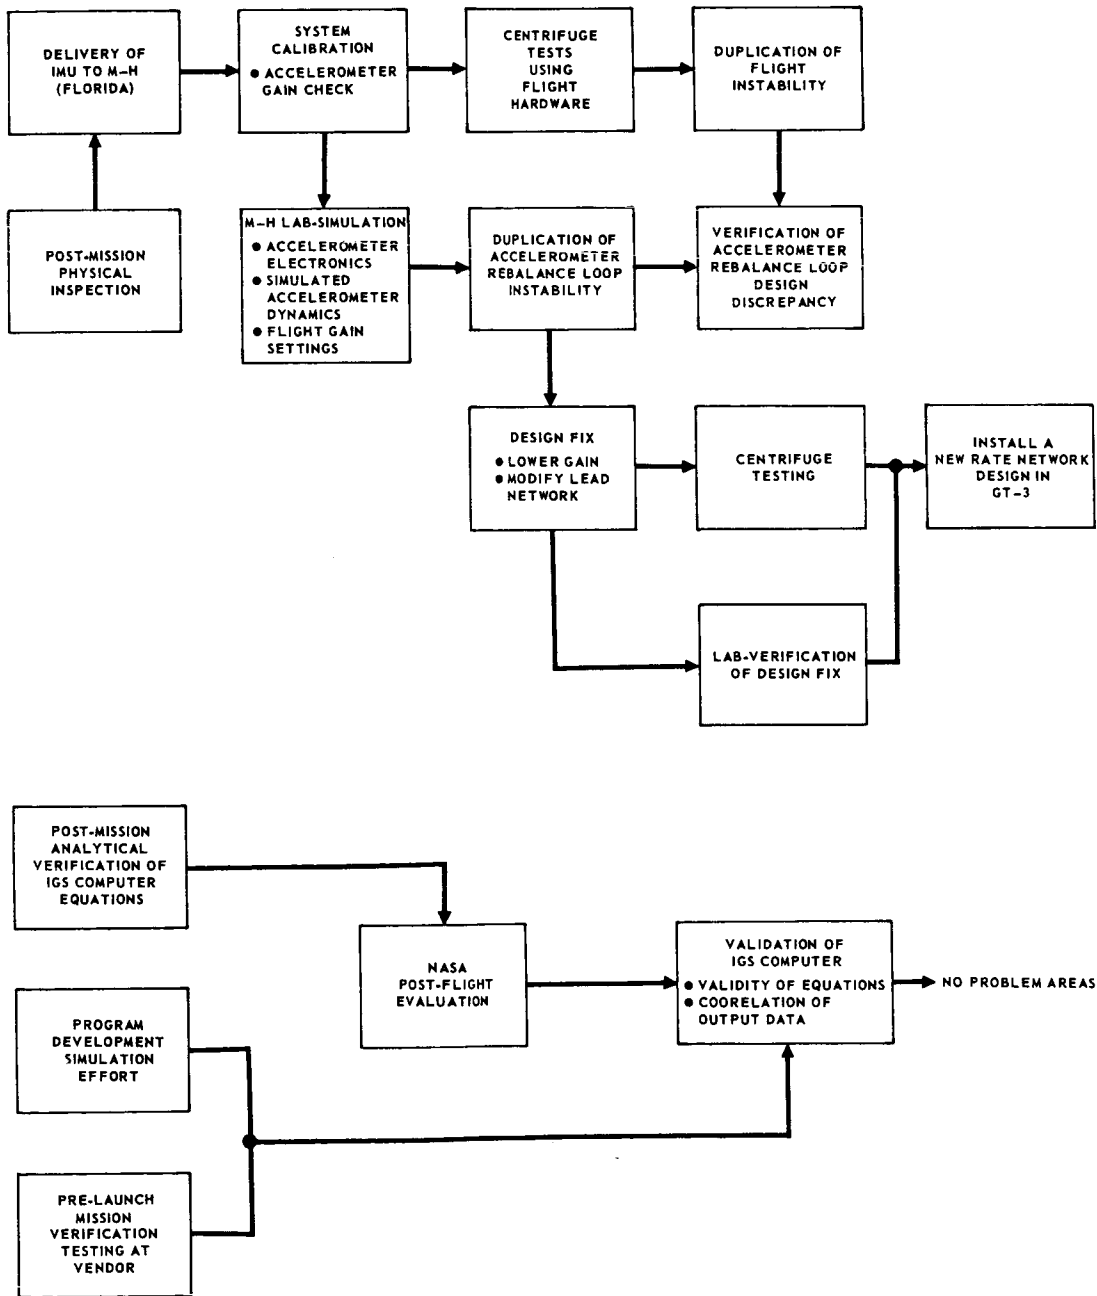 DELIVERY OF
IMU TO M-H
(FLORIDA)
SYSTEM
CALIBRATION
● ACCELEROMETER
GAIN CHECK
CENTRIFUGE
TESTS
USING
FLIGHT
HARDWARE
DUPLICATION OF
FLIGHT
INSTABILITY
POST-MISSION
PHYSICAL
INSPECTION
M-H LAB-SIMULATION
● ACCELEROMETER
ELECTRONICS
● SIMULATED
ACCELEROMETER
DYNAMICS
● FLIGHT GAIN
SETTINGS
DUPLICATION OF
ACCELEROMETER
REBALANCE LOOP
INSTABILITY
VERIFICATION OF
ACCELEROMETER
REBALANCE LOOP
DESIGN
DISCREPANCY
DESIGN FIX
● LOWER GAIN
● MODIFY LEAD
NETWORK
CENTRIFUGE
TESTING
INSTALL A
NEW RATE NETWORK
DESIGN IN
GT-3
LAB-VERIFICATION
OF DESIGN FIX
POST-MISSION
ANALYTICAL
VERIFICATION OF
IGS COMPUTER
EQUATIONS
NASA
POST-FLIGHT
EVALUATION
VALIDATION OF
IGS COMPUTER
● VALIDITY OF EQUATIONS
● COORELATION OF
OUTPUT DATA
NO PROBLEM AREAS
PROGRAM
DEVELOPMENT
SIMULATION
EFFORT
PRE-LAUNCH
MISSION
VERIFICATION
TESTING AT
VENDOR